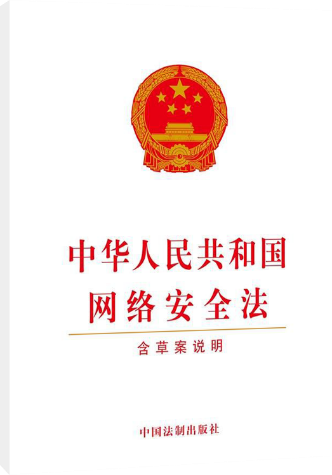 中华人民共和国
网络安全法
含草案说明
中国法制出版社